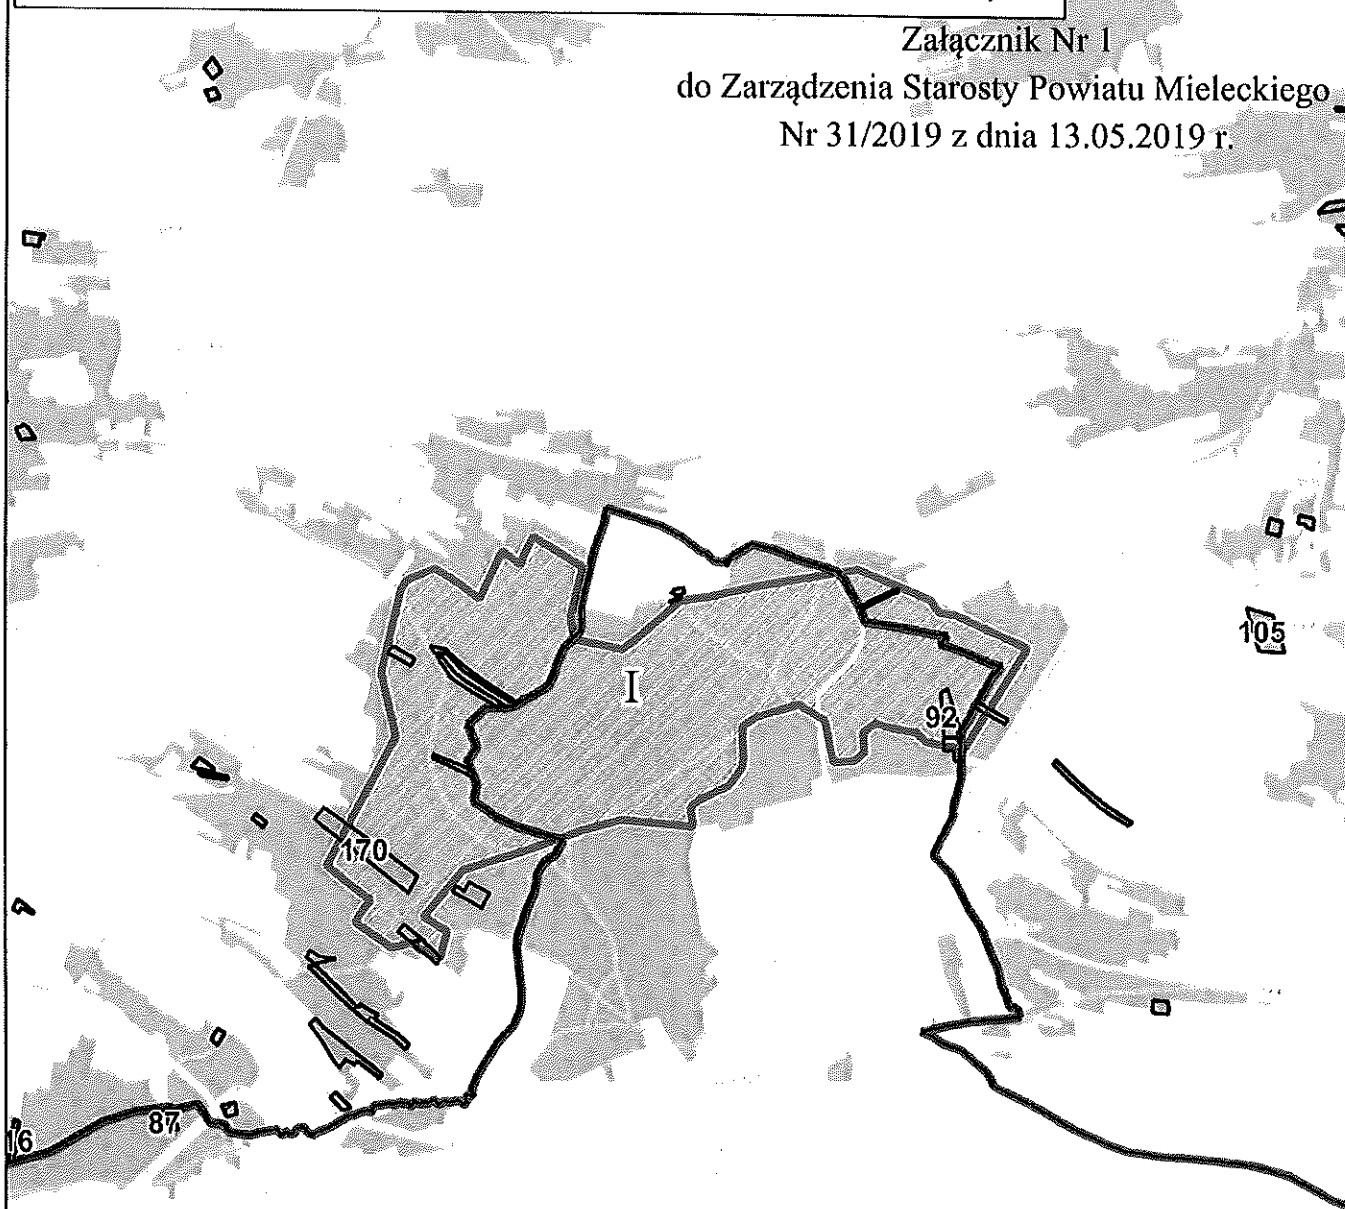 Załącznik Nr 1
do Zarządzenia Starosty Powiatu Mieleckiego
Nr 31/2019 z dnia 13.05.2019 r.
105
I
92
170
87
16